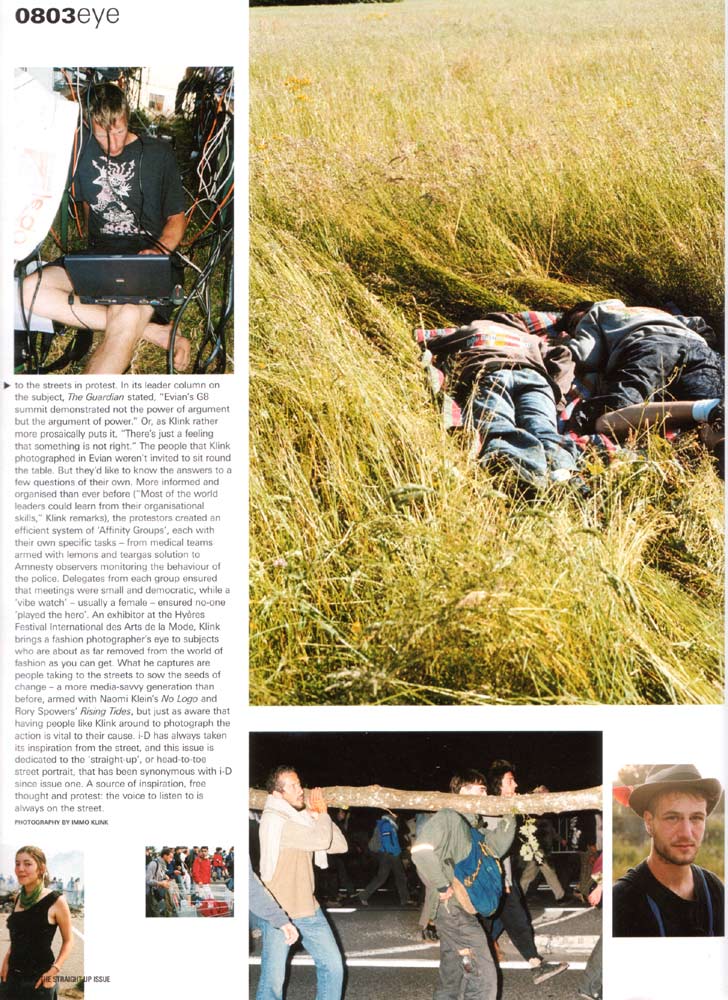 0803eye
▶ to the streets in protest. In its leader column on
the subject, The Guardian stated, "Evian's G8
summit demonstrated not the power of argument
but the argument of power." Or, as Klink rather
more prosaically puts it, "There's just a feeling
that something is not right." The people that Klink
photographed in Evian weren't invited to sit round
the table. But they'd like to know the answers to a
few questions of their own. More informed and
organised than ever before ("Most of the world
leaders could learn from their organisational
skills," Klink remarks), the protestors created an
efficient system of 'Affinity Groups', each with
their own specific tasks – from medical teams
armed with lemons and teargas solution to
Amnesty observers monitoring the behaviour of
the police. Delegates from each group ensured
that meetings were small and democratic, while a
'vibe watch' – usually a female – ensured no-one
'played the hero'. An exhibitor at the Hyères
Festival International des Arts de la Mode, Klink
brings a fashion photographer's eye to subjects
who are about as far removed from the world of
fashion as you can get. What he captures are
people taking to the streets to sow the seeds of
change – a more media-savvy generation than
before, armed with Naomi Klein's No Logo and
Rory Spowers' Rising Tides, but just as aware that
having people like Klink around to photograph the
action is vital to their cause. i-D has always taken
its inspiration from the street, and this issue is
dedicated to the 'straight-up', or head-to-toe
street portrait, that has been synonymous with i-D
since issue one. A source of inspiration, free
thought and protest: the voice to listen to is
always on the street.
PHOTOGRAPHY BY IMMO KLINK
THE STRAIGHT UP ISSUE